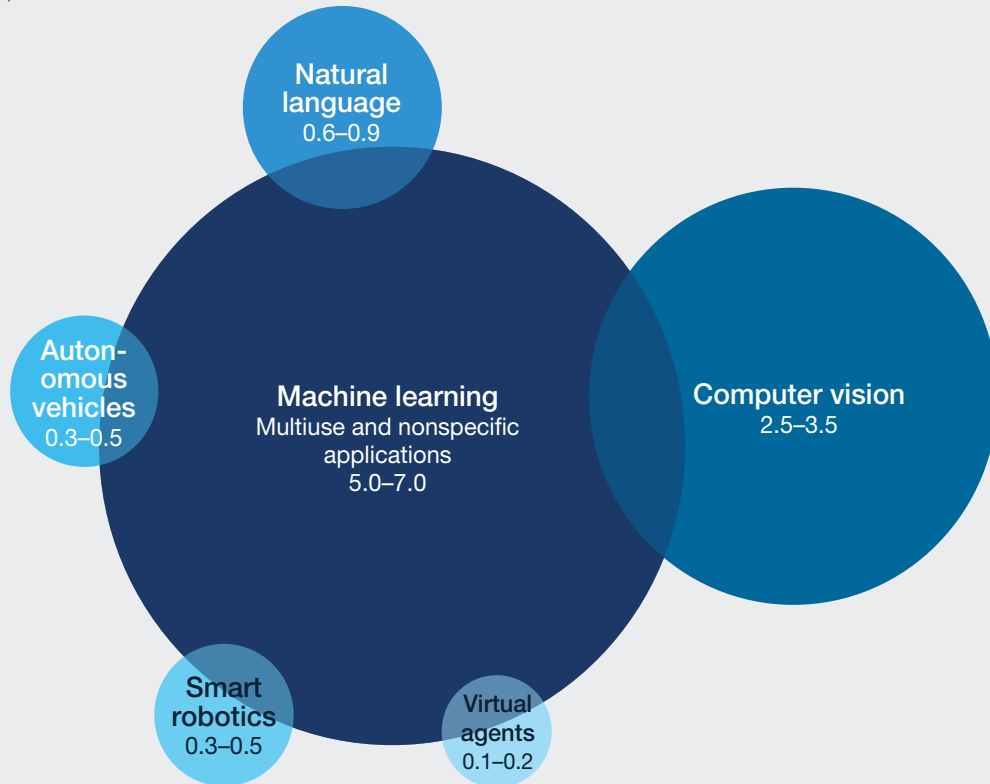 Natural
language
0.6–0.9
Auton-
omous
vehicles
0.3–0.5
Machine learning
Multiuse and nonspecific
applications
5.0–7.0
Computer vision
2.5–3.5
Smart
robotics
0.3–0.5
Virtual
agents
0.1–0.2